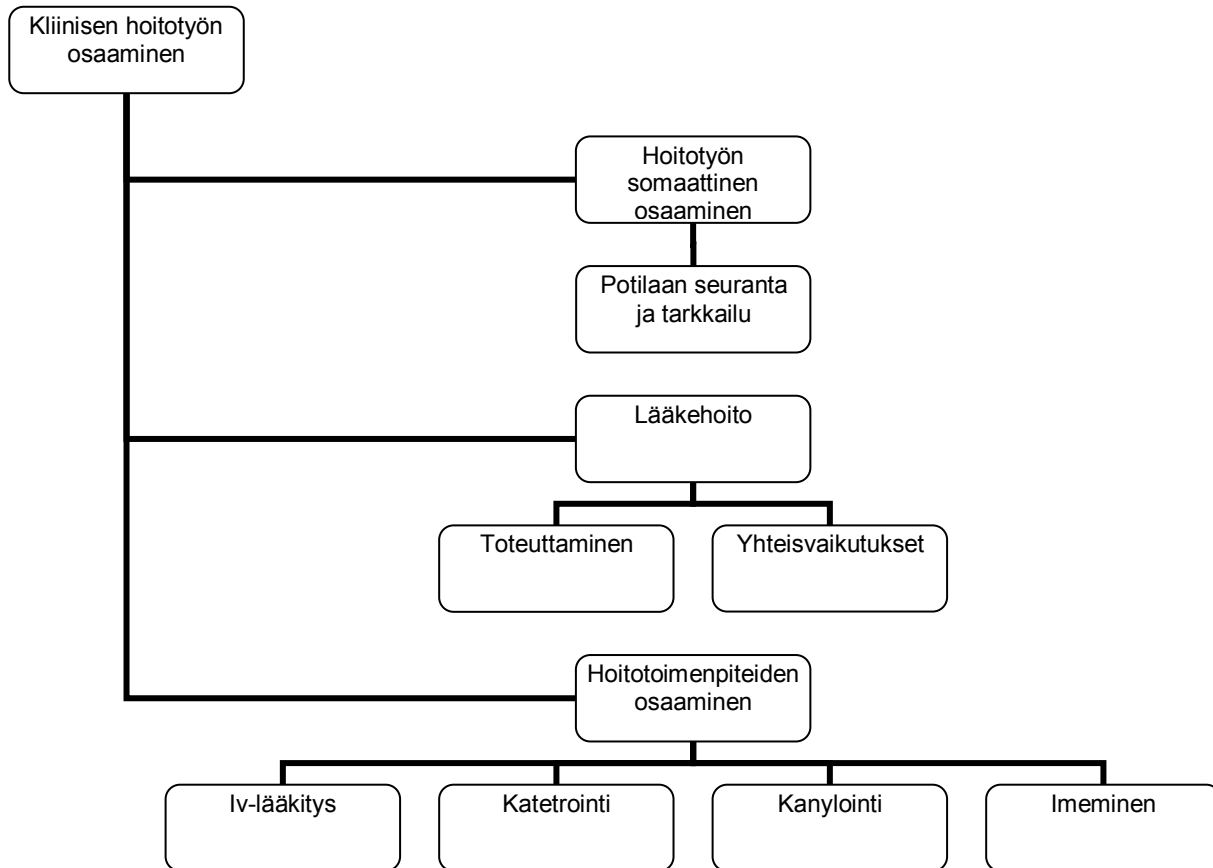 Kliinisen hoitotyön
osaaminen
Hoitotyön
somaattinen
osaaminen
Potilaan seuranta
ja tarkkailu
Lääkehoito
Toteuttaminen
Yhteisvaikutukset
Hoitotoimenpiteiden
osaaminen
Iv-lääkitys
Katetrointi
Kanylointi
Imeminen